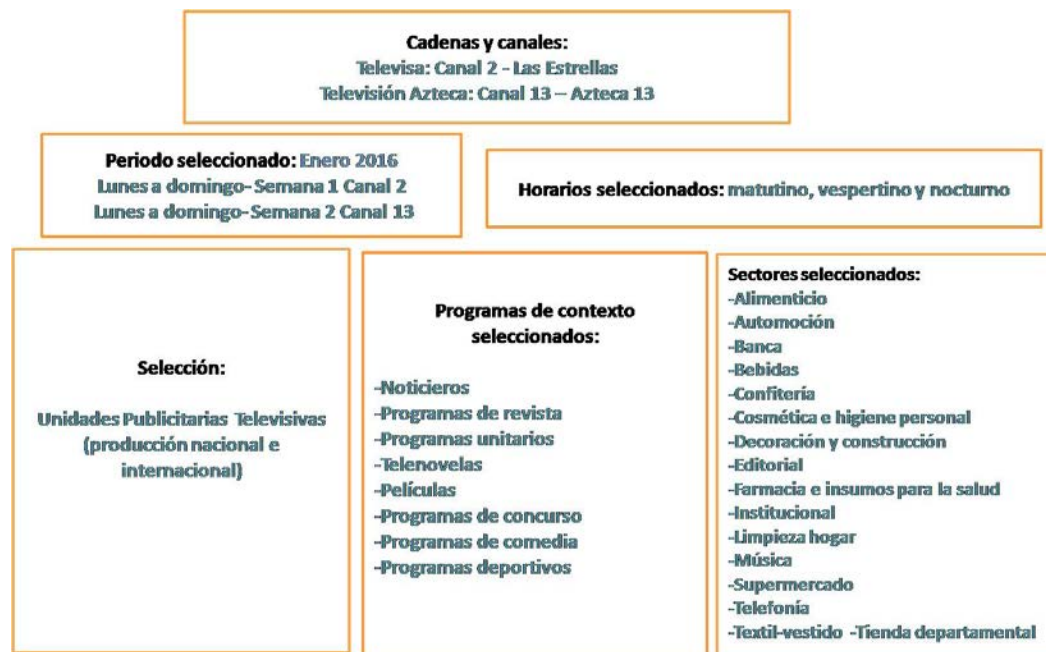 Cadenas y canales:
Televisa: Canal 2 - Las Estrellas
Televisión Azteca: Canal 13 – Azteca 13
Periodo seleccionado: Enero 2016
Lunes a domingo- Semana 1 Canal 2
Lunes a domingo- Semana 2 Canal 13
Horarios seleccionados: matutino, vespertino y nocturno
Selección:
Unidades Publicitarias Televisivas
(producción nacional e
internacional)
Programas de contexto
seleccionados:
-Noticieros
-Programas de revista
-Programas unitarios
-Telenovelas
-Películas
-Programas de concurso
-Programas de comedia
-Programas deportivos
Sectores seleccionados:
-Alimenticio
-Automoción
-Banca
-Bebidas
-Confitería
-Cosmética e higiene personal
-Decoración y construcción
-Editorial
-Farmacia e insumos para la salud
-Institucional
-Limpieza hogar
-Música
-Supermercado
-Telefonía
-Textil-vestido -Tienda departamental